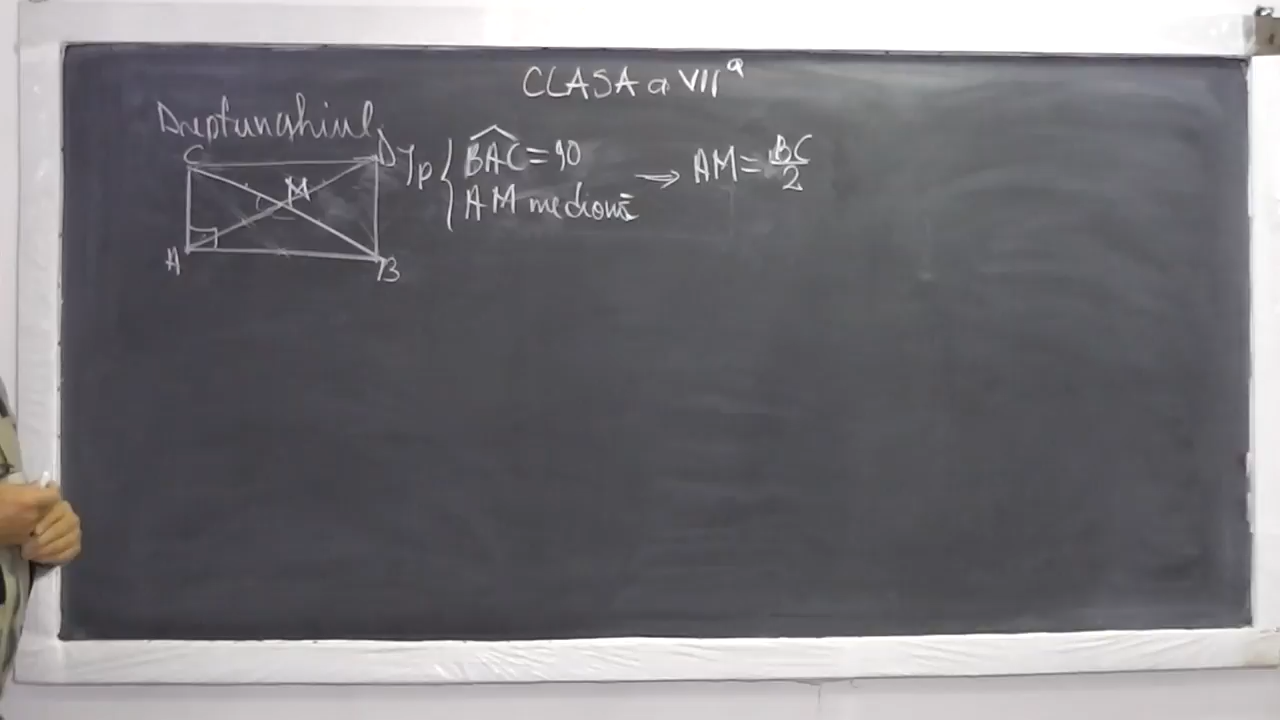 CLASA a VII a
Dreptunghiul
C D
M
A B
Ip { BAC = 90 → AM = BC/2
AM mediană